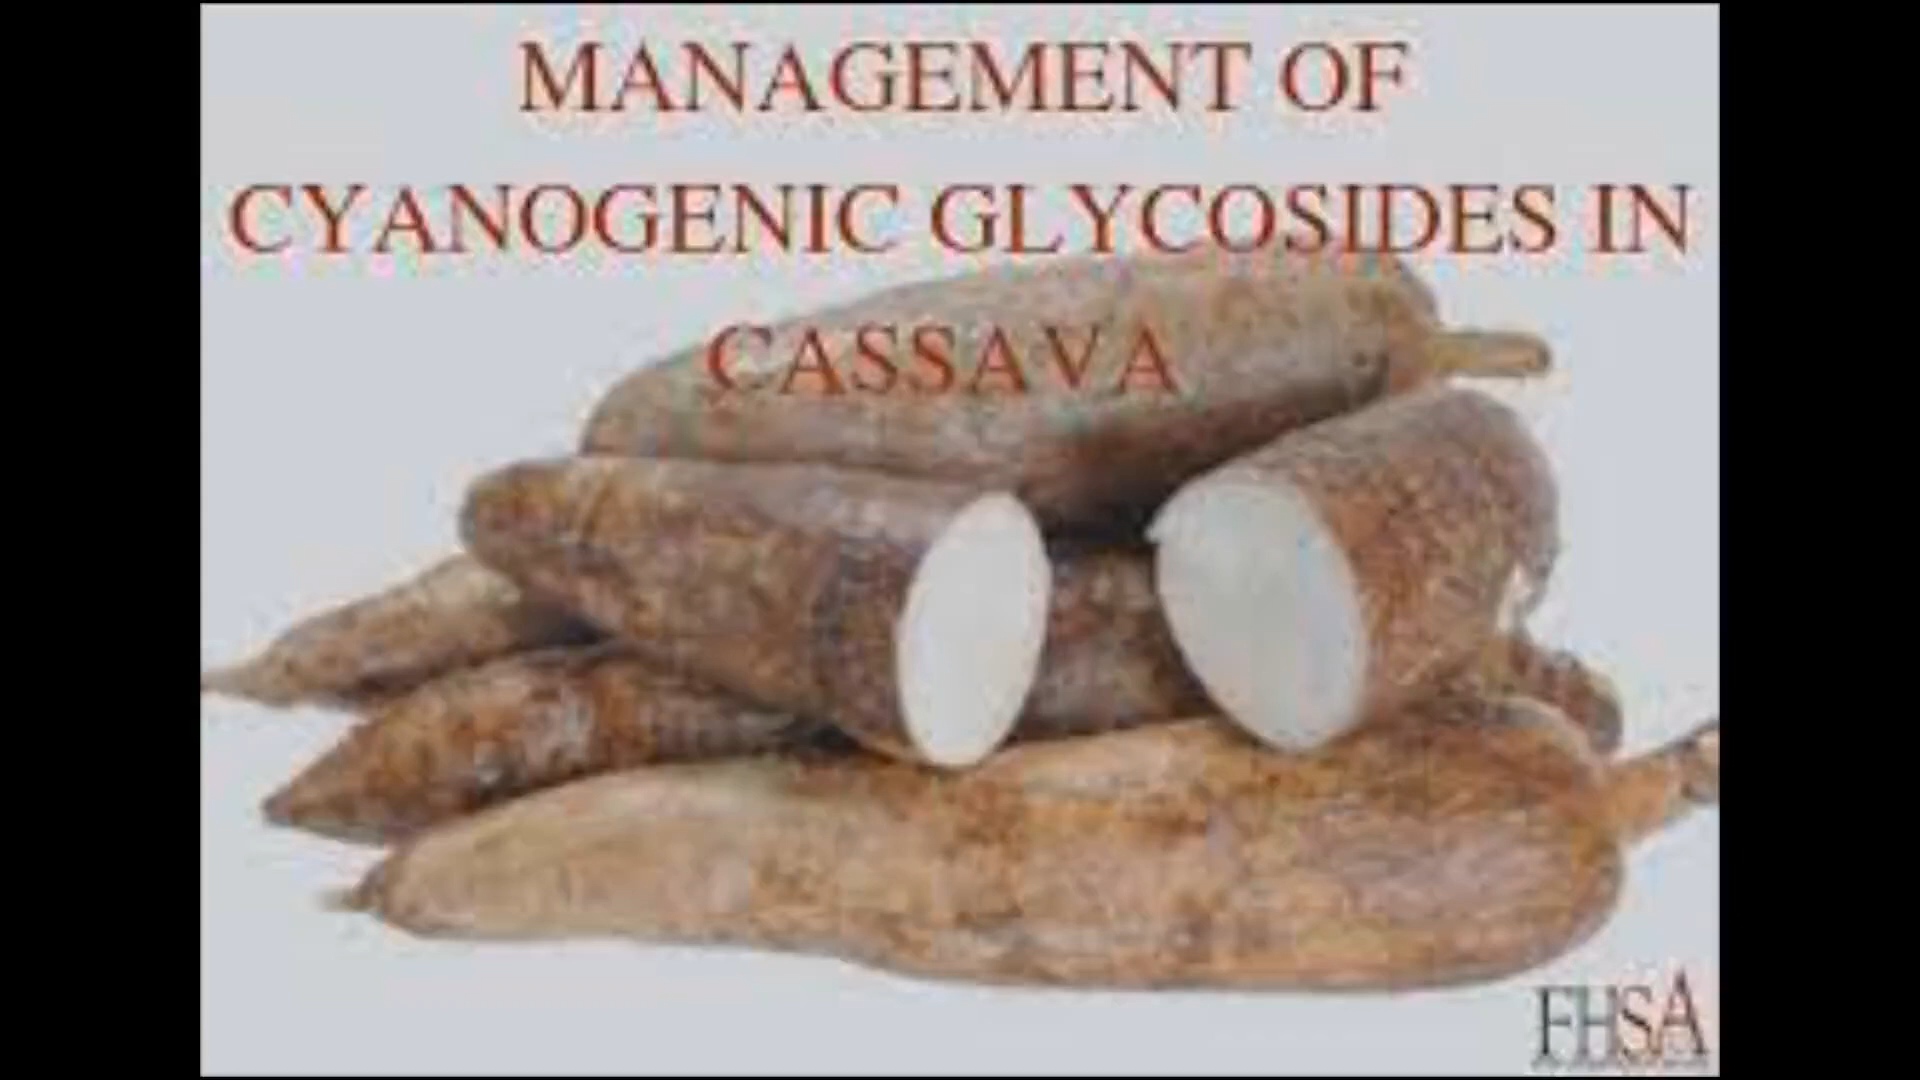 MANAGEMENT OF
CYANOGENIC GLYCOSIDES IN
CASSAVA
FHSA